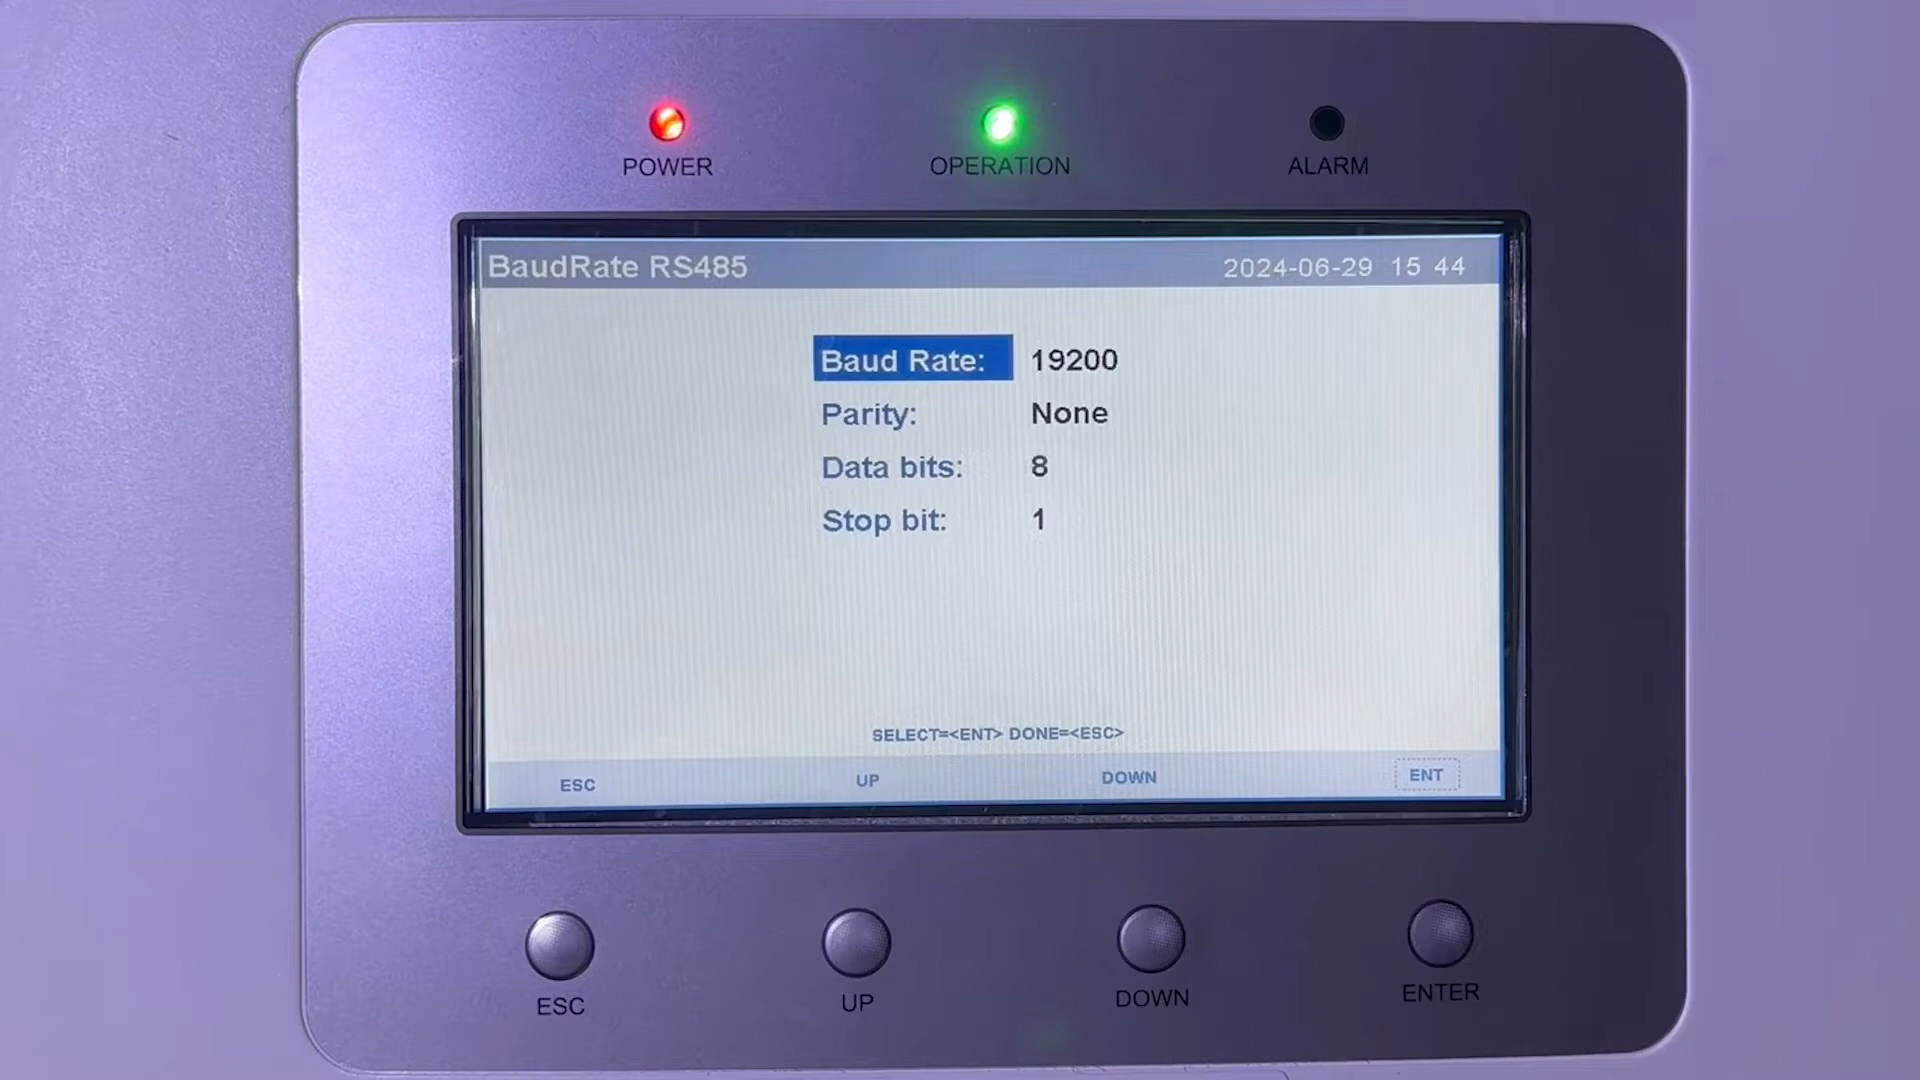 POWER
OPERATION
ALARM
BaudRate RS485
2024-06-29 15 44
Baud Rate: 19200
Parity: None
Data bits: 8
Stop bit: 1
SELECT=<ENT> DONE=<ESC>
ESC
UP
DOWN
ENT
ESC
UP
DOWN
ENTER